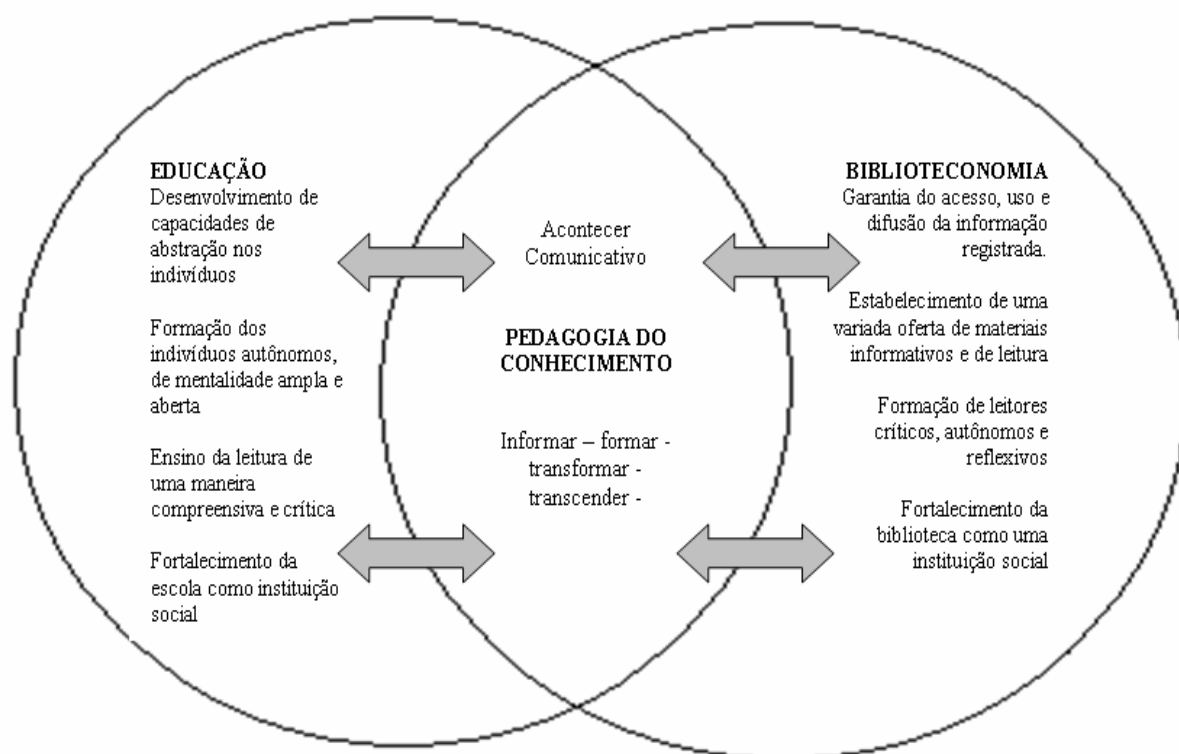 EDUCAÇÃO
Desenvolvimento de
capacidades de
abstração nos
indivíduos
Formação dos
indivíduos autônomos,
de mentalidade ampla e
aberta
Ensino da leitura de
uma maneira
compreensiva e crítica
Fortalecimento da
escola como instituição
social
Acontecer
Comunicativo
PEDAGOGIA DO
CONHECIMENTO
Informar – formar -
transformar -
transcender -
BIBLIOTECONOMIA
Garantia do acesso, uso e
difusão da informação
registrada.
Estabelecimento de uma
variada oferta de materiais
informativos e de leitura
Formação de leitores
críticos, autônomos e
reflexivos
Fortalecimento da
biblioteca como uma
instituição social